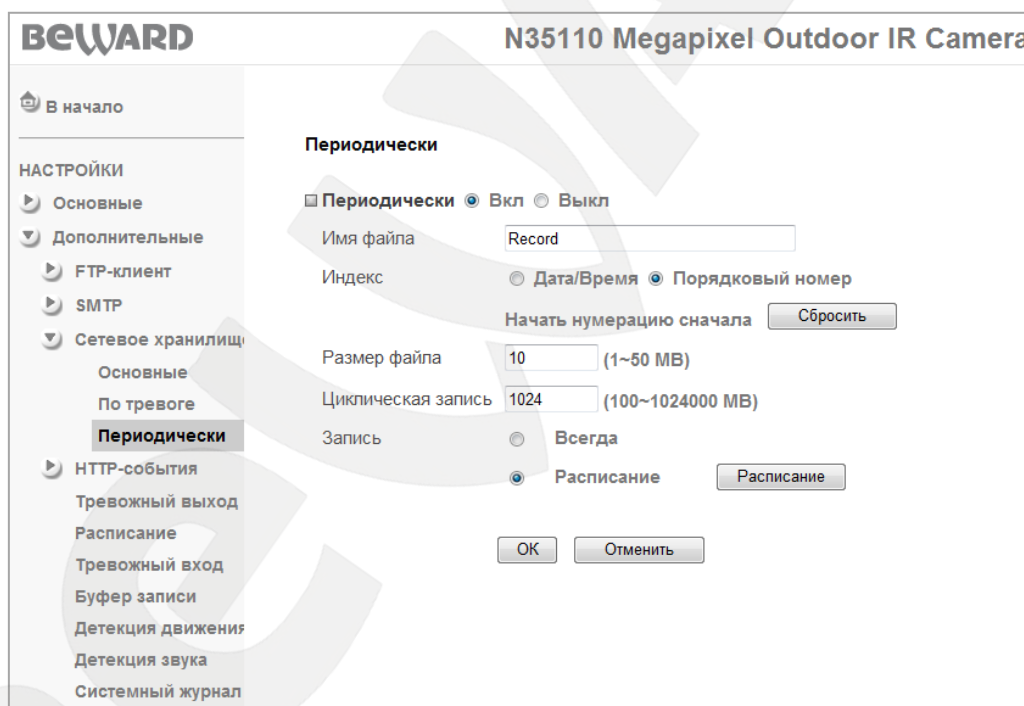 BEWARD
N35110 Megapixel Outdoor IR Camera
В начало
НАСТРОЙКИ
Основные
Дополнительные
FTP-клиент
SMTP
Сетевое хранилищ
Основные
По тревоге
Периодически
HTTP-события
Тревожный выход
Расписание
Тревожный вход
Буфер записи
Детекция движения
Детекция звука
Системный журнал
Периодически
Периодически Вкл Выкл
Имя файла Record
Индекс Дата/Время Порядковый номер
Начать нумерацию сначала Сбросить
Размер файла 10 (1~50 MB)
Циклическая запись 1024 (100~1024000 MB)
Запись Всегда
Расписание Расписание
OK Отменить